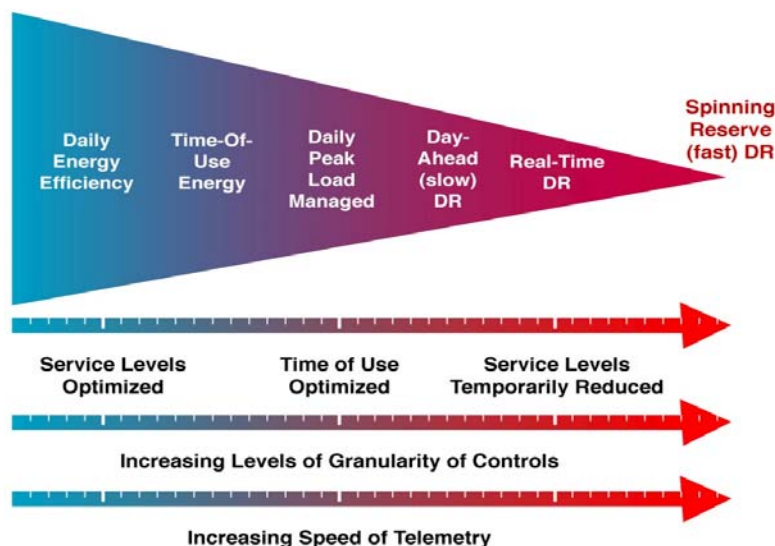 Daily
Energy
Efficiency
Time-Of-
Use
Energy
Daily
Peak
Load
Managed
Day-
Ahead
(slow)
DR
Real-Time
DR
Spinning
Reserve
(fast) DR
Service Levels
Optimized
Time of Use
Optimized
Service Levels
Temporarily Reduced
Increasing Levels of Granularity of Controls
Increasing Speed of Telemetry